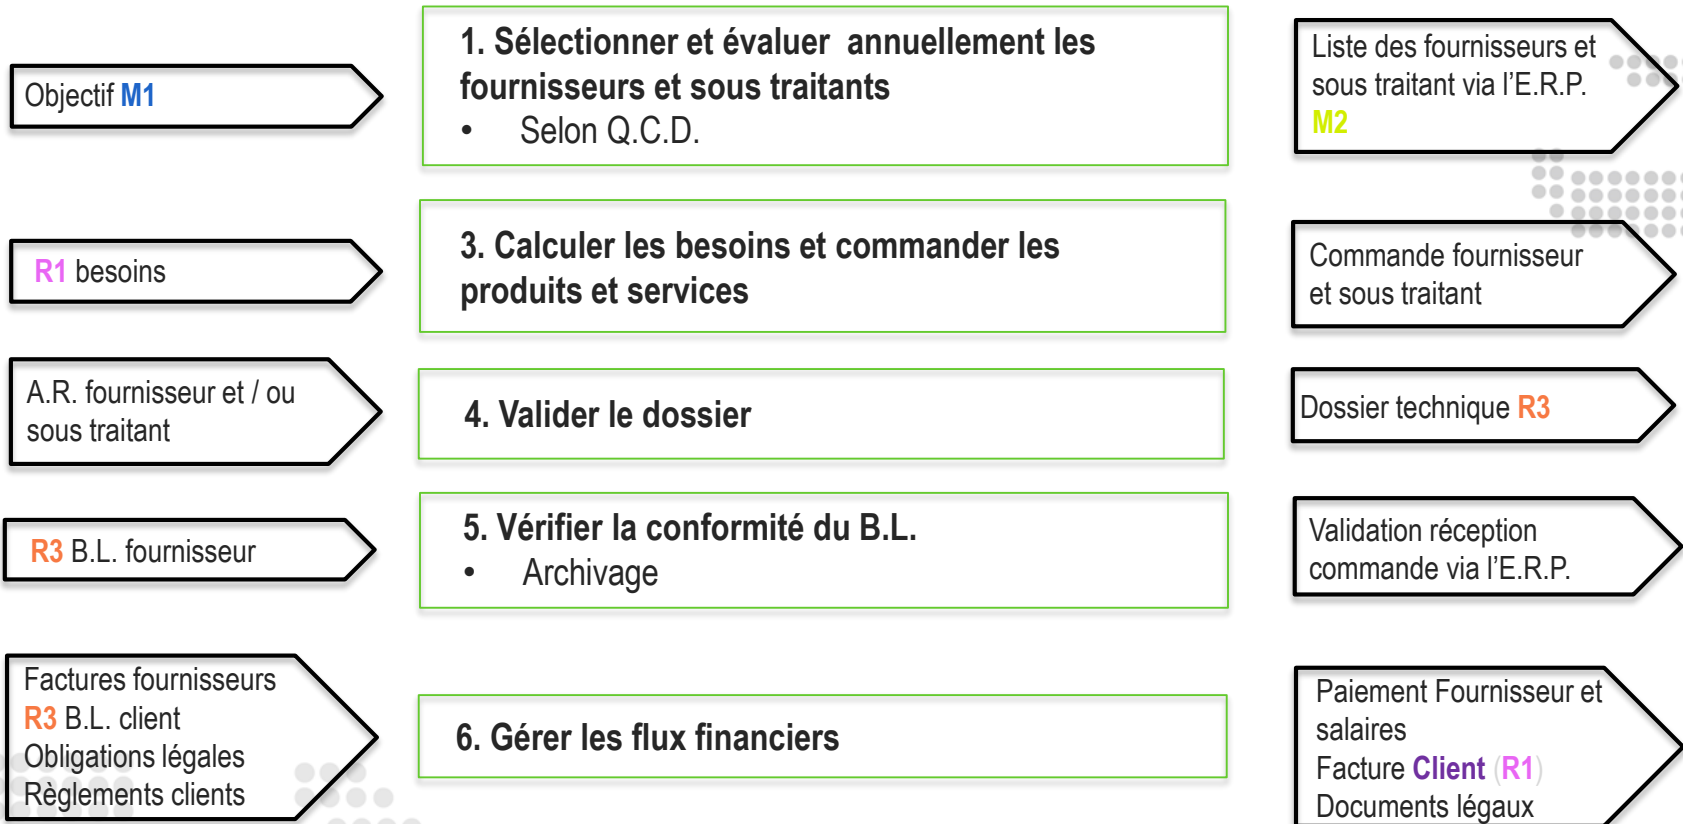 Objectif M1
1. Sélectionner et évaluer annuellement les
fournisseurs et sous traitants
• Selon Q.C.D.
Liste des fournisseurs et
sous traitant via l’E.R.P.
M2
R1 besoins
3. Calculer les besoins et commander les
produits et services
Commande fournisseur
et sous traitant
A.R. fournisseur et / ou
sous traitant
4. Valider le dossier
Dossier technique R3
R3 B.L. fournisseur
5. Vérifier la conformité du B.L.
• Archivage
Validation réception
commande via l’E.R.P.
Factures fournisseurs
R3 B.L. client
Obligations légales
Règlements clients
6. Gérer les flux financiers
Paiement Fournisseur et
salaires
Facture Client (R1)
Documents légaux